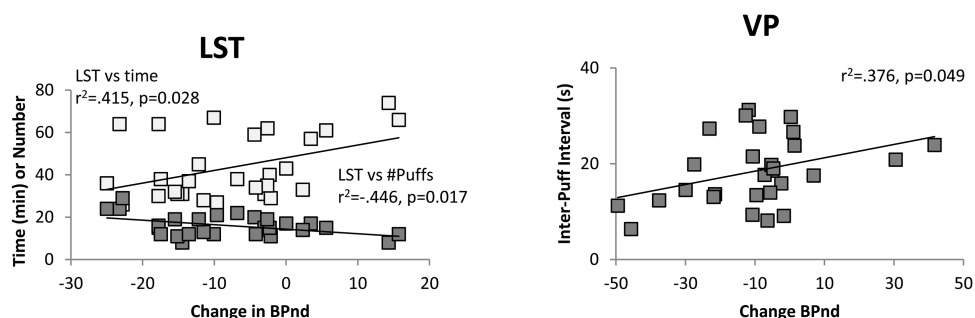 LST
LST vs time
r²=.415, p=0.028
LST vs #Puffs
r²=-.446, p=0.017
Time (min) or Number
80
60
40
20
0
-30
-20
-10
0
10
20
Change in BPnd
VP
r²=.376, p=0.049
Inter-Puff Interval (s)
40
20
0
-50
-30
-10
10
30
50
Change BPnd